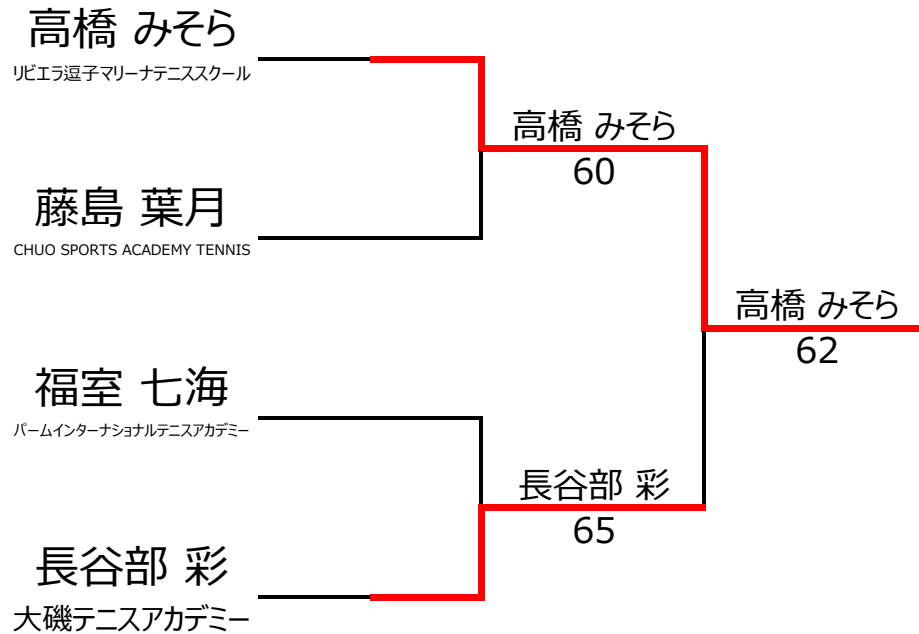 高橋 みそら
リビエラ逗子マリーナテニススクール
高橋 みそら
60
藤島 葉月
CHUO SPORTS ACADEMY TENNIS
高橋 みそら
62
福室 七海
パームインターナショナルテニスアカデミー
長谷部 彩
65
長谷部 彩
大磯テニスアカデミー